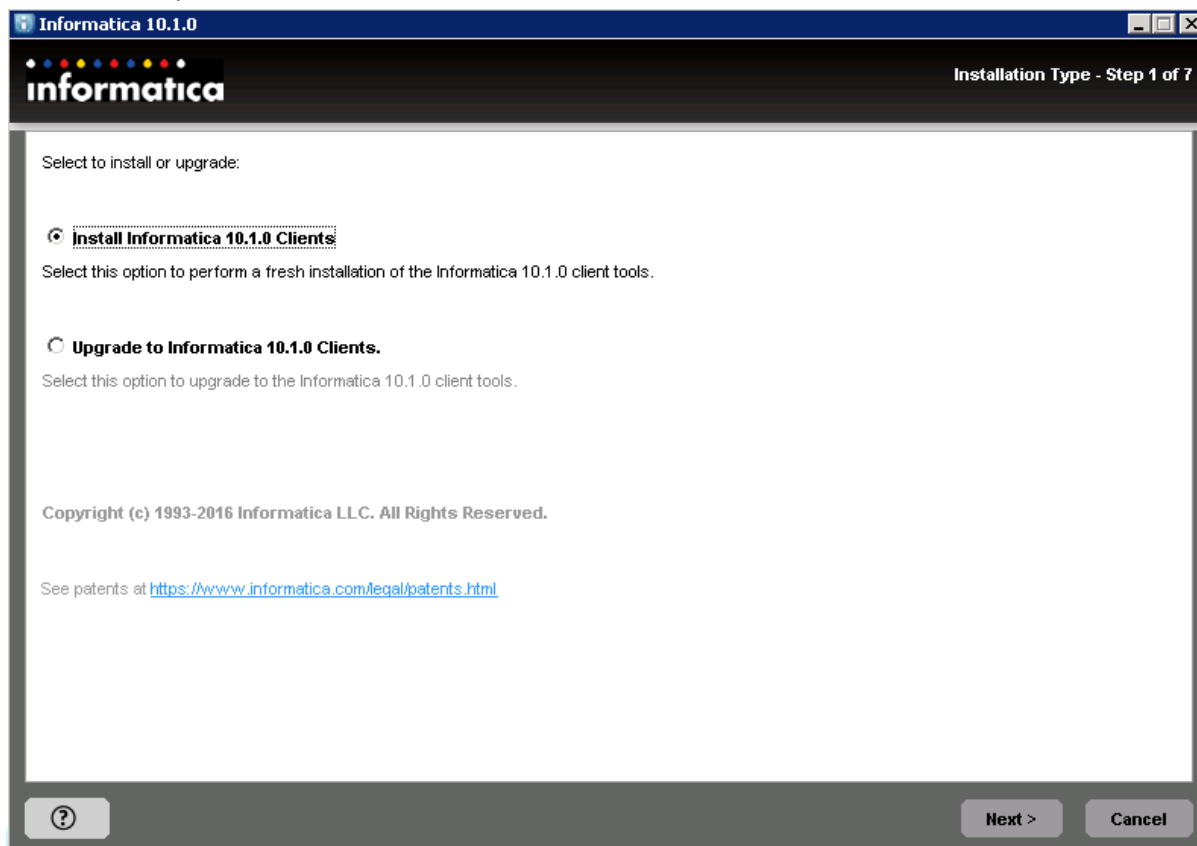 Informatica 10.1.0
informatica
Installation Type - Step 1 of 7
Select to install or upgrade:
Install Informatica 10.1.0 Clients
Select this option to perform a fresh installation of the Informatica 10.1.0 client tools.
Upgrade to Informatica 10.1.0 Clients.
Select this option to upgrade to the Informatica 10.1.0 client tools.
Copyright (c) 1993-2016 Informatica LLC. All Rights Reserved.
See patents at https://www.informatica.com/legal/patents.html
?
Next >
Cancel